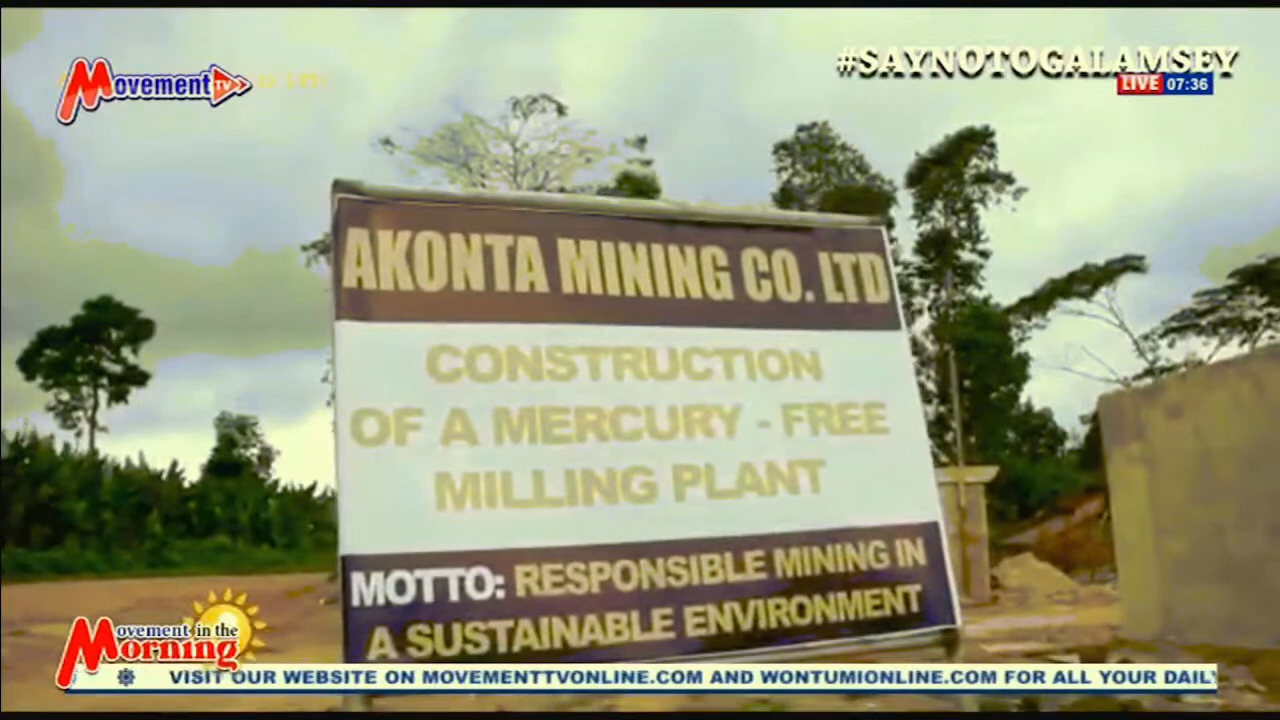 Movement TV
#SAYNOTOGALAMSEY
LIVE 07:36
AKONTA MINING CO. LTD
CONSTRUCTION
OF A MERCURY - FREE
MILLING PLANT
MOTTO: RESPONSIBLE MINING IN
A SUSTAINABLE ENVIRONMENT
Movement in the
Morning
VISIT OUR WEBSITE ON MOVEMENTTVONLINE.COM AND WONTUMIONLINE.COM FOR ALL YOUR DAILY